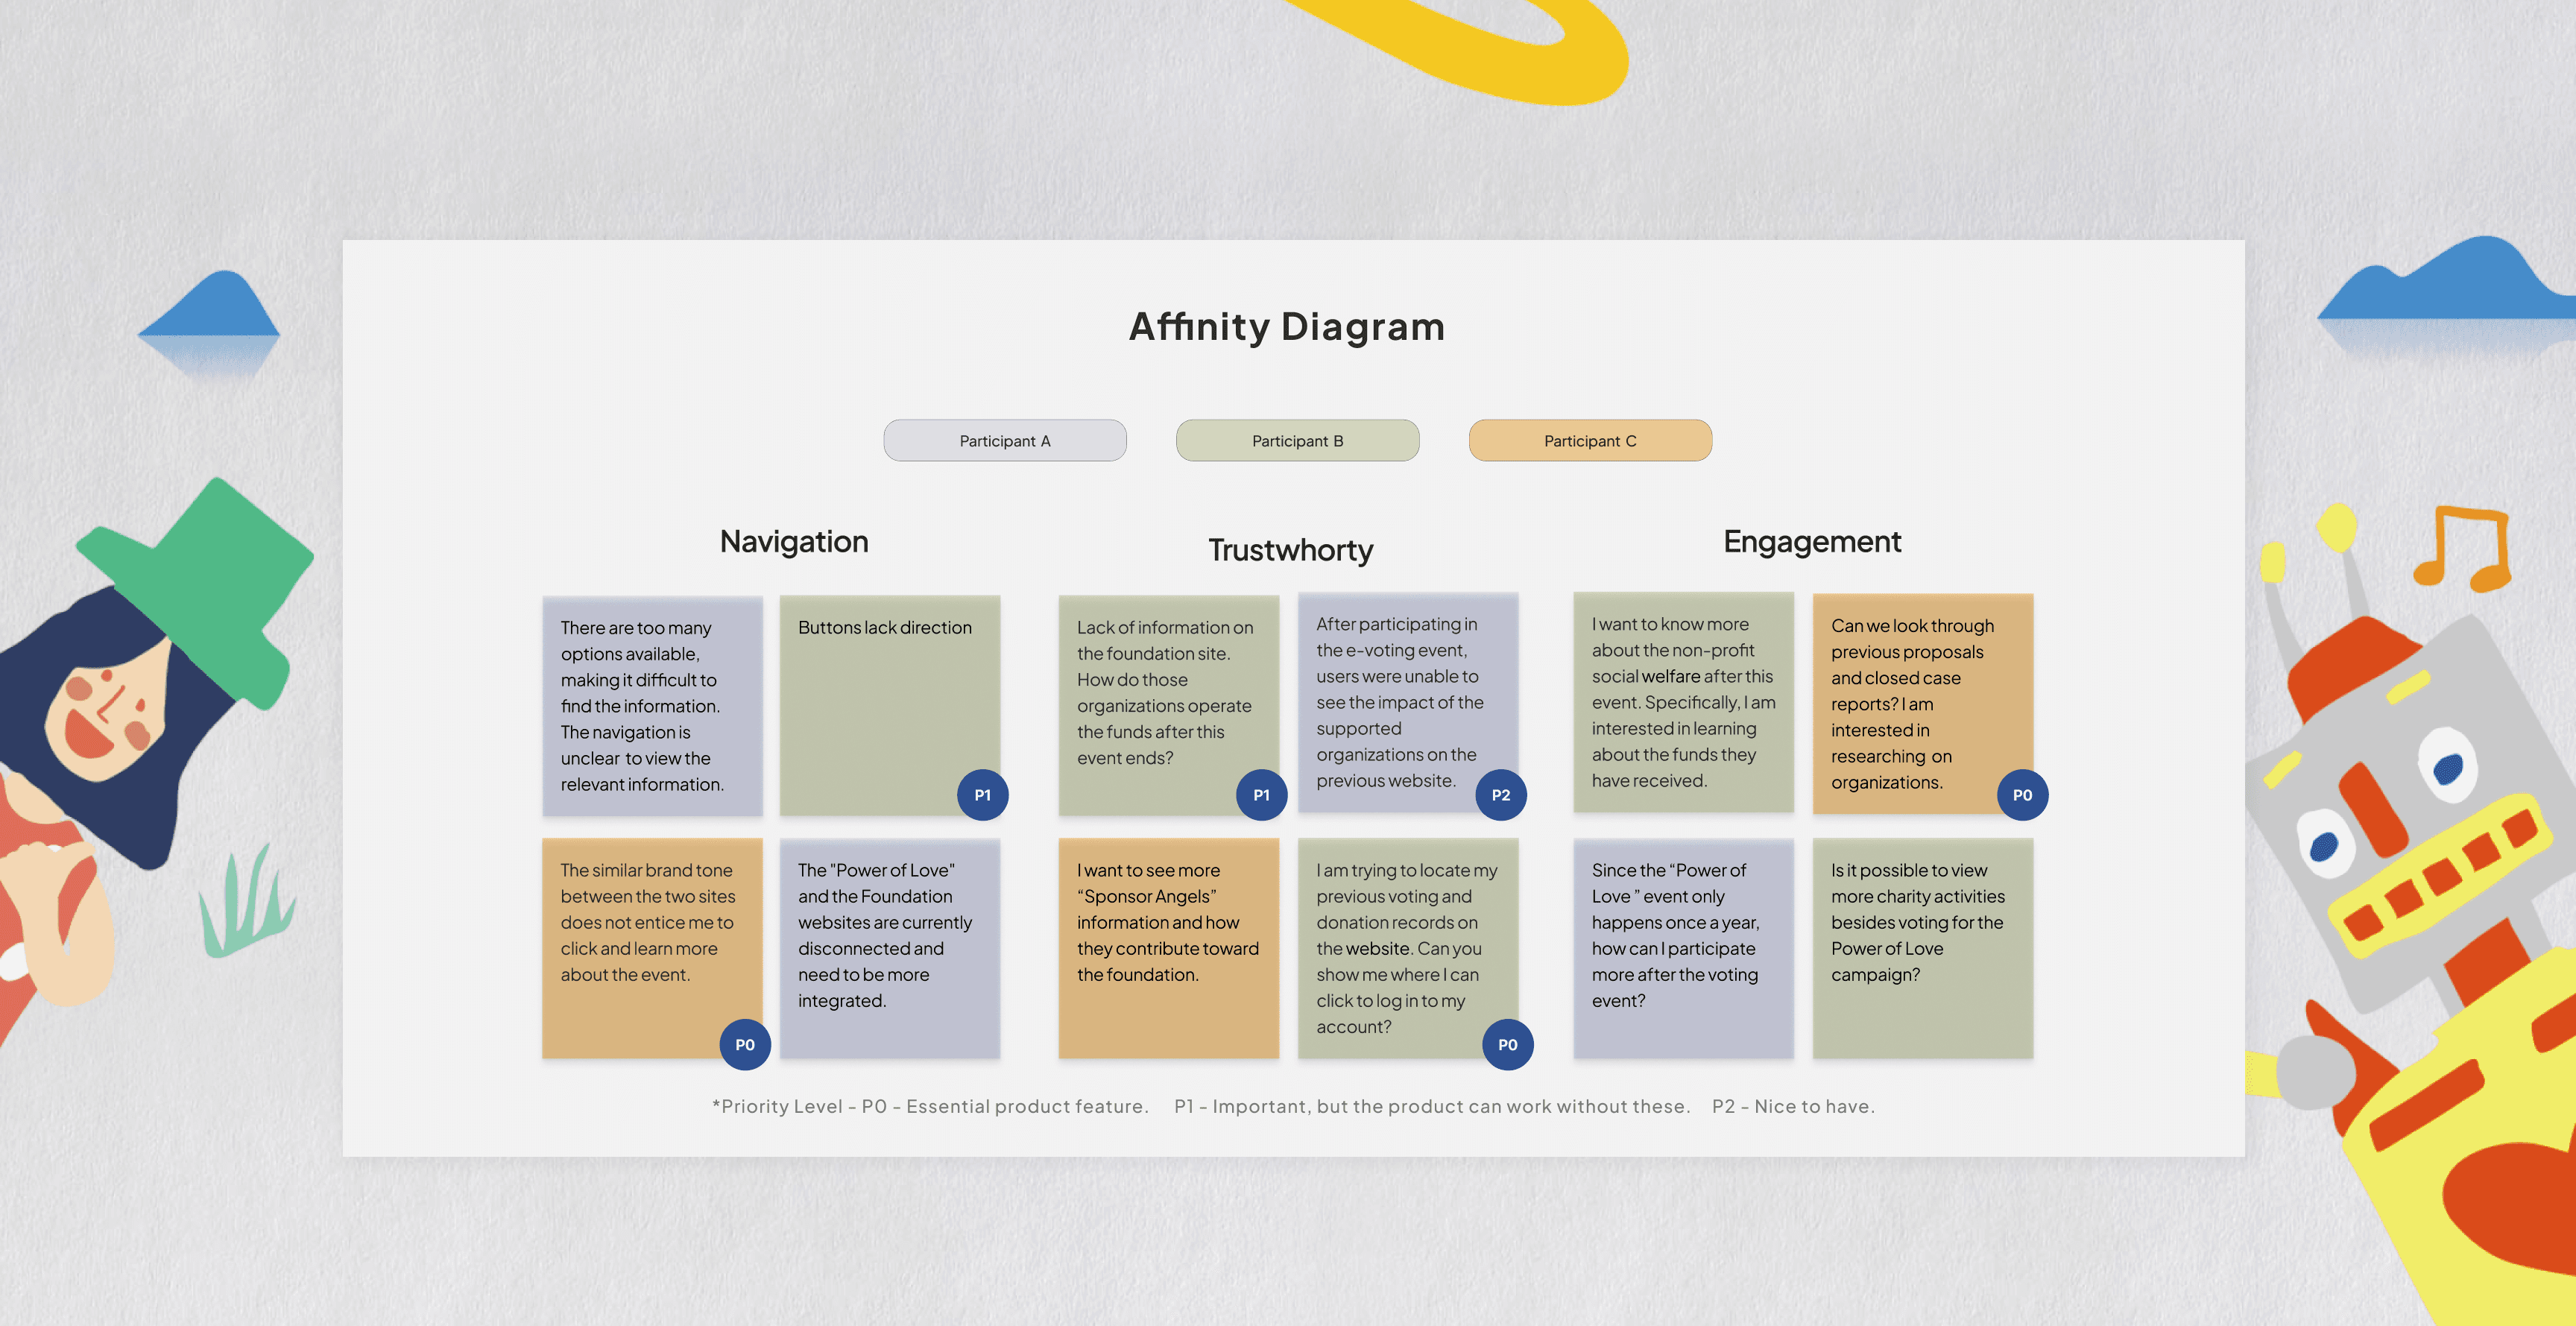 Affinity Diagram
Participant A
Participant B
Participant C
Navigation
There are too many
options available,
making it difficult to
find the information.
The navigation is
unclear to view the
relevant information.
Buttons lack direction
P1
The similar brand tone
between the two sites
does not entice me to
click and learn more
about the event.
P0
The "Power of Love"
and the Foundation
websites are currently
disconnected and
need to be more
integrated.
Trustwhorty
Lack of information on
the foundation site.
How do those
organizations operate
the funds after this
event ends?
P1
After participating in
the e-voting event,
users were unable to
see the impact of the
supported
organizations on the
previous website.
P2
I want to see more
“Sponsor Angels”
information and how
they contribute toward
the foundation.
I am trying to locate my
previous voting and
donation records on
the website. Can you
show me where I can
click to log in to my
account?
P0
Engagement
I want to know more
about the non-profit
social welfare after this
event. Specifically, I am
interested in learning
about the funds they
have received.
Can we look through
previous proposals
and closed case
reports? I am
interested in
researching on
organizations.
P0
Since the “Power of
Love ” event only
happens once a year,
how can I participate
more after the voting
event?
Is it possible to view
more charity activities
besides voting for the
Power of Love
campaign?
*Priority Level - P0 - Essential product feature. P1 - Important, but the product can work without these. P2 - Nice to have.